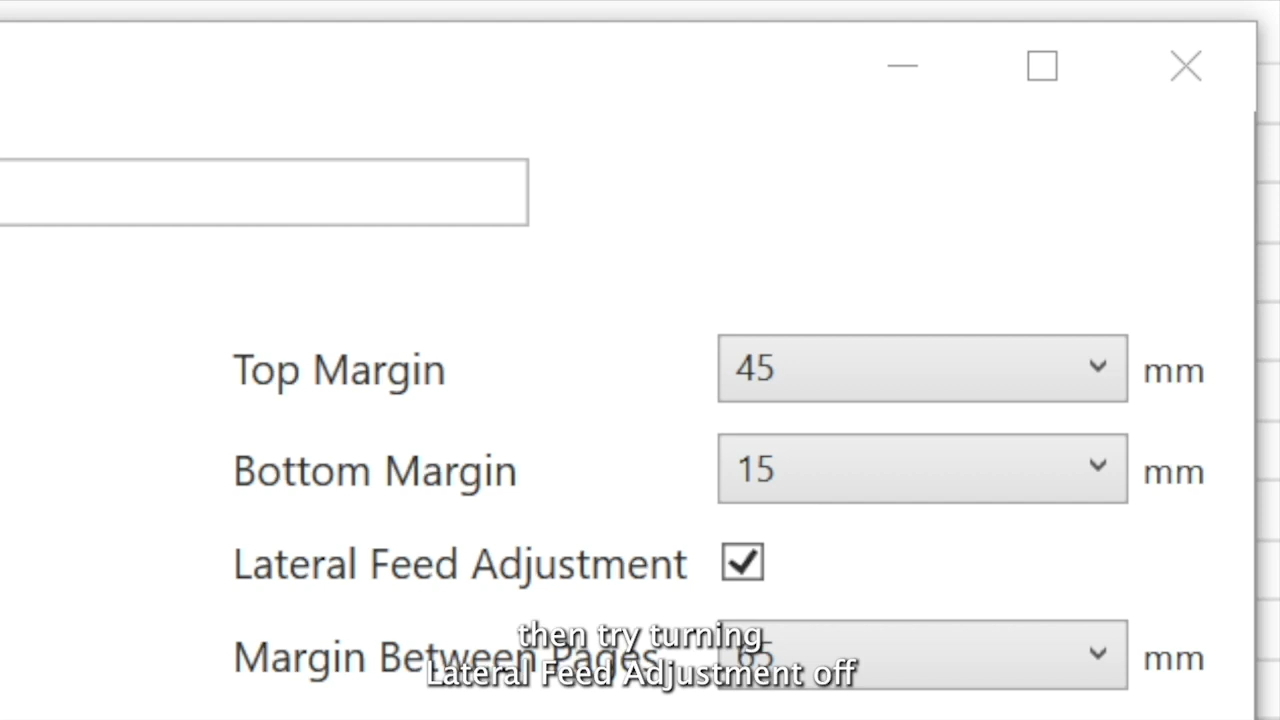 Top Margin 45 mm
Bottom Margin 15 mm
Lateral Feed Adjustment
Margin Between Pages 65 mm
then try turning
Lateral Feed Adjustment off